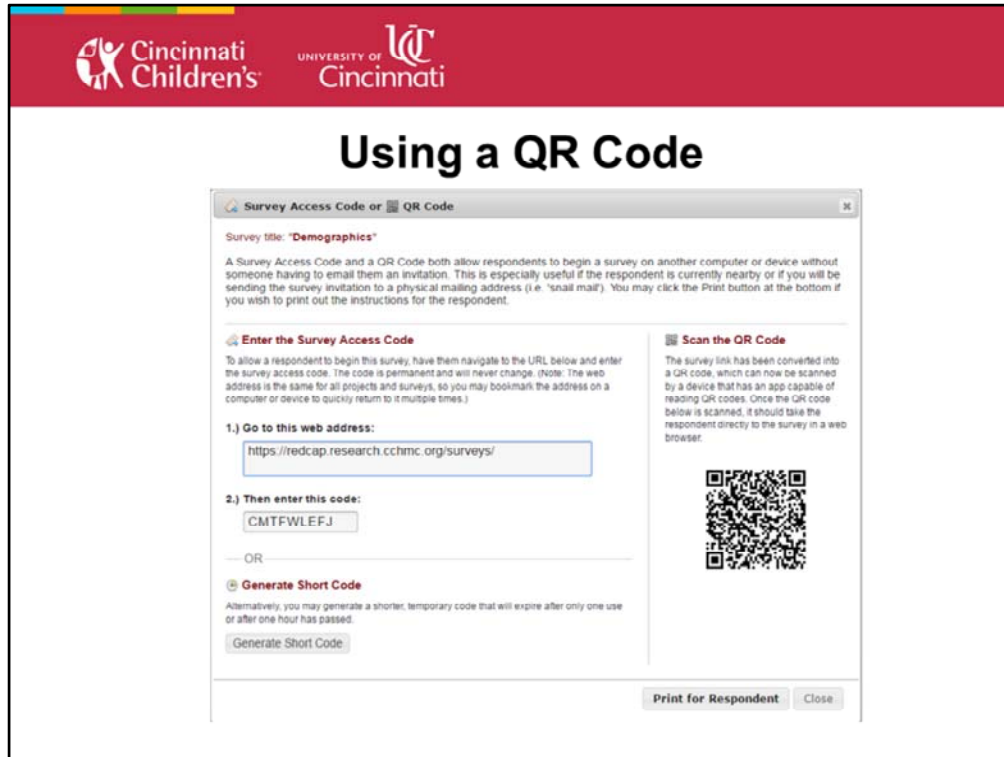 Cincinnati
Children's
UNIVERSITY OF UC
Cincinnati
Using a QR Code
Survey Access Code or QR Code
Survey title: "Demographics"
A Survey Access Code and a QR Code both allow respondents to begin a survey on another computer or device without
someone having to email them an invitation. This is especially useful if the respondent is currently nearby or if you will be
sending the survey invitation to a physical mailing address (i.e. 'snail mail'). You may click the Print button at the bottom if
you wish to print out the instructions for the respondent.
Enter the Survey Access Code
To allow a respondent to begin this survey, have them navigate to the URL below and enter
the survey access code. The code is permanent and will never change. (Note: The web
address is the same for all projects and surveys, so you may bookmark the address on a
computer or device to quickly return to it multiple times.)
1.) Go to this web address:
https://redcap.research.cchmc.org/surveys/
2.) Then enter this code:
CMTFWLEFJ
OR
Generate Short Code
Alternatively, you may generate a shorter, temporary code that will expire after only one use
or after one hour has passed.
Generate Short Code
Scan the QR Code
The survey link has been converted into
a QR code, which can now be scanned
by a device that has an app capable of
reading QR codes. Once the QR code
below is scanned, it should take the
respondent directly to the survey in a web
browser.
Print for Respondent
Close